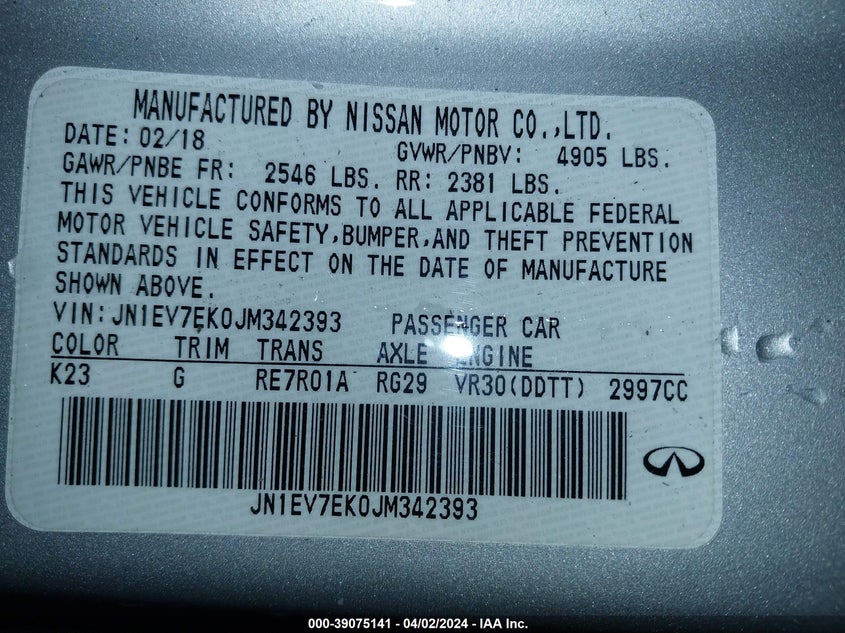 MANUFACTURED BY NISSAN MOTOR CO.,LTD.
DATE: 02/18 GVWR/PNBV: 4905 LBS.
GAWR/PNBE FR: 2546 LBS. RR: 2381 LBS.
THIS VEHICLE CONFORMS TO ALL APPLICABLE FEDERAL
MOTOR VEHICLE SAFETY,BUMPER,AND THEFT PREVENTION
STANDARDS IN EFFECT ON THE DATE OF MANUFACTURE
SHOWN ABOVE.
VIN:JN1EV7EK0JM342393 PASSENGER CAR
COLOR TRIM TRANS AXLE ENGINE
K23 G RE7R01A RG29 VR30(DDTT) 2997CC
JN1EV7EK0JM342393
000-39075141 - 04/02/2024 - IAA Inc.